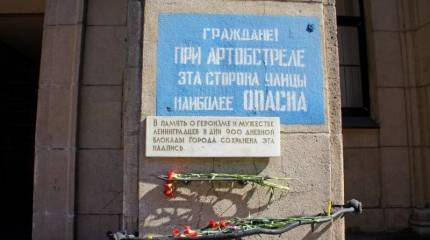 ГРАЖДАНЕ!
ПРИ АРТОБСТРЕЛЕ
ЭТА СТОРОНА УЛИЦЫ
НАИБОЛЕЕ ОПАСНА
В ПАМЯТЬ О ГЕРОИЗМЕ И МУЖЕСТВЕ
ЛЕНИНГРАДЦЕВ В ДНИ 900 ДНЕВНОЙ
БЛОКАДЫ ГОРОДА СОХРАНЕНА ЭТА
НАДПИСЬ